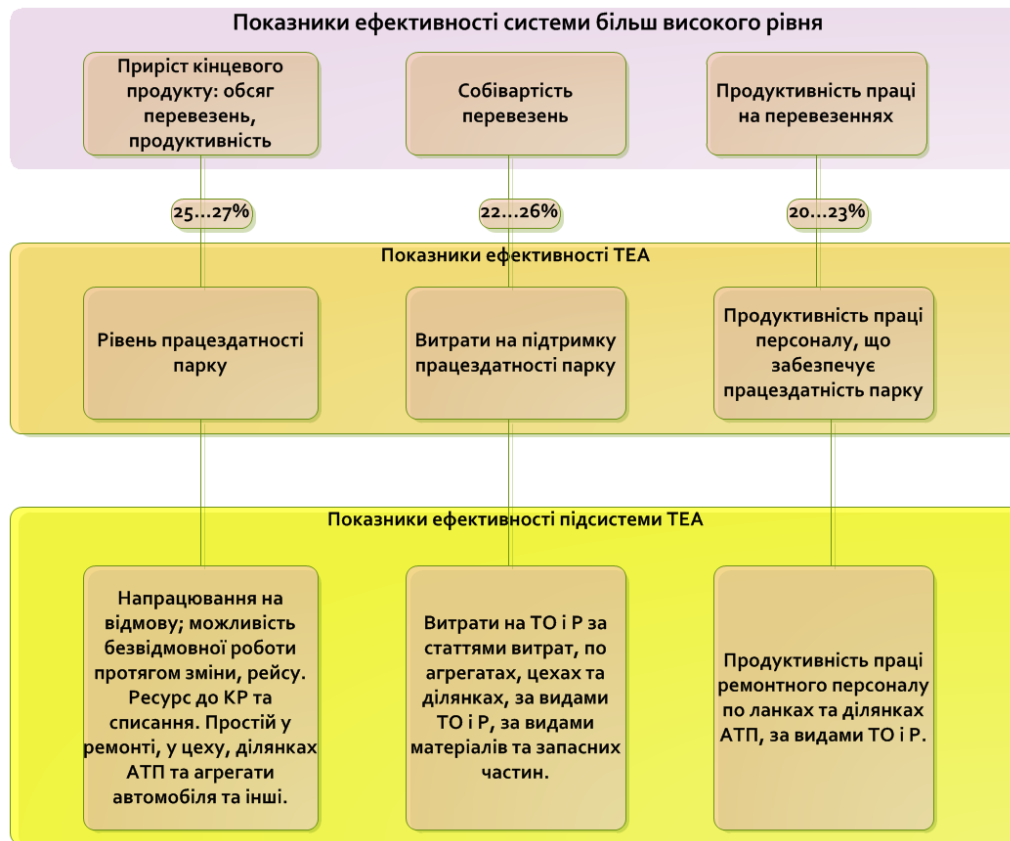 Показники ефективності системи більш високого рівня
Приріст кінцевого
продукту: обсяг
перевезень,
продуктивність
Собівартість
перевезень
Продуктивність праці
на перевезеннях
25...27%
22...26%
20...23%
Показники ефективності ТЕА
Рівень працездатності
парку
Витрати на підтримку
працездатності парку
Продуктивність праці
персоналу, що
забезпечує
працездатність парку
Показники ефективності підсистеми ТЕА
Напрацювання на
відмову; можливість
безвідмовної роботи
протягом зміни, рейсу.
Ресурс до КР та
списання. Простій у
ремонті, у цеху, ділянках
АТП та агрегати
автомобіля та інші.
Витрати на ТО і Р за
статтями витрат, по
агрегатах, цехах та
ділянках, за видами
ТО і Р, за видами
матеріалів та запасних
частин.
Продуктивність праці
ремонтного персоналу
по ланках та ділянках
АТП, за видами ТО і Р.